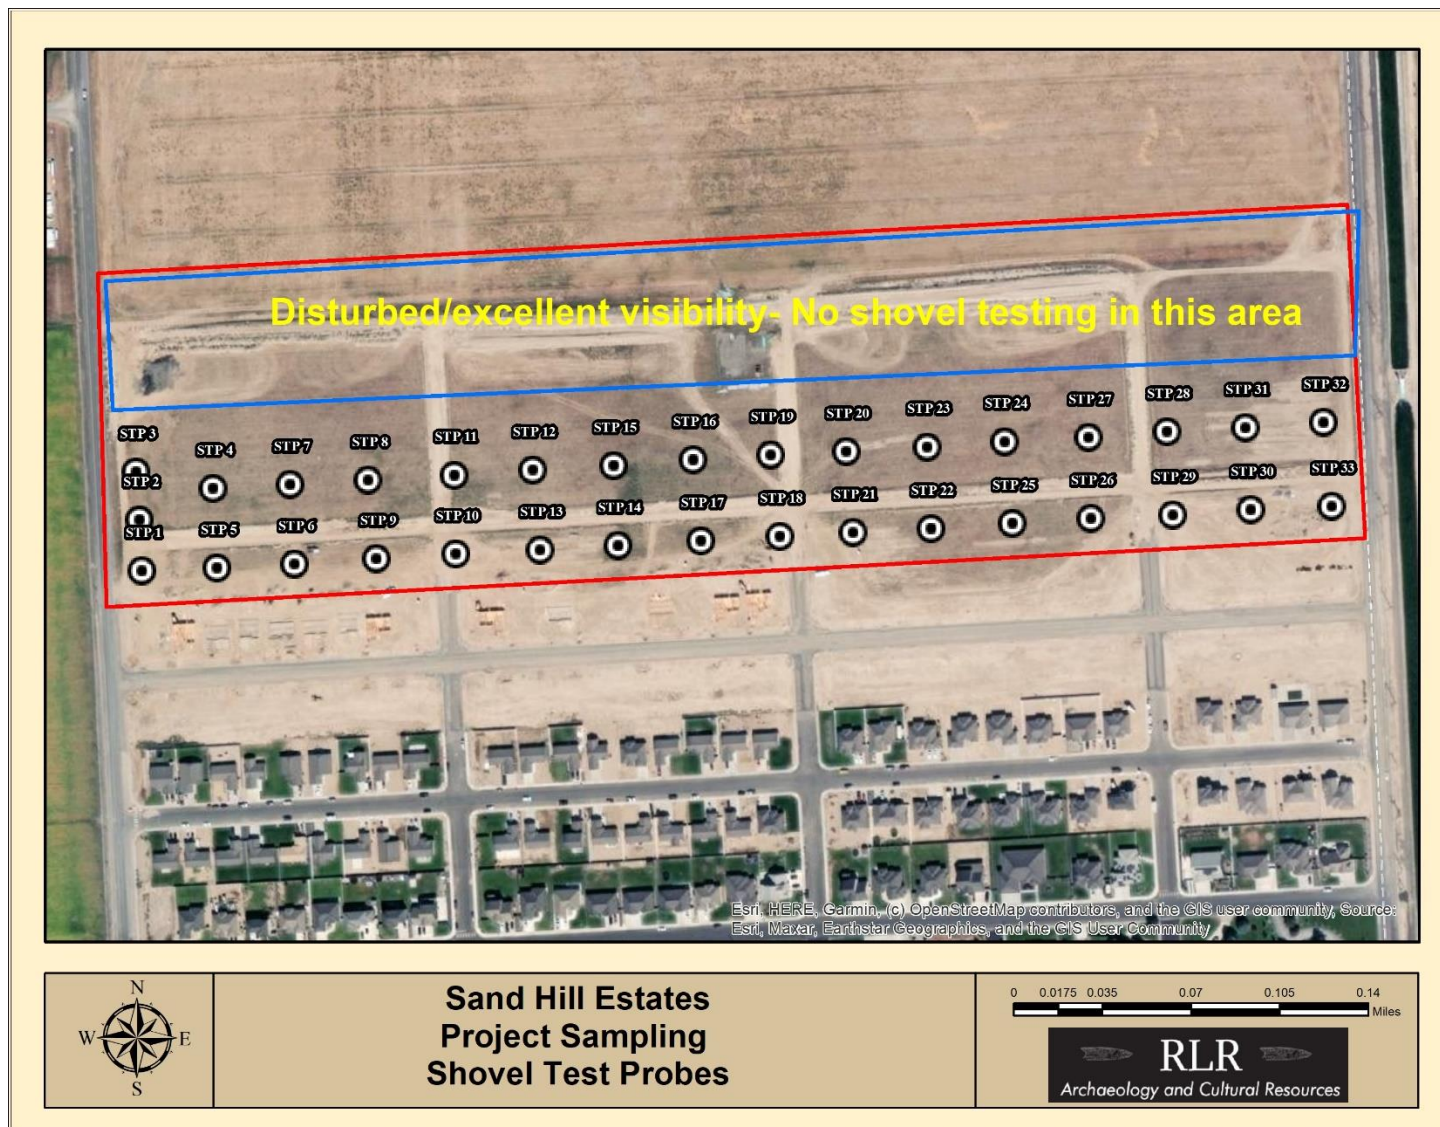 Disturbed/excellent visibility- No shovel testing in this area
STP 3
STP 4
STP 7
STP 8
STP 11
STP 12
STP 15
STP 16
STP 19
STP 20
STP 23
STP 24
STP 27
STP 28
STP 31
STP 32
STP 2
STP 1
STP 5
STP 6
STP 9
STP 10
STP 13
STP 14
STP 17
STP 18
STP 21
STP 22
STP 25
STP 26
STP 29
STP 30
STP 33
Esri, HERE, Garmin, (c) OpenStreetMap contributors, and the GIS user community, Source:
Esri, Maxar, Earthstar Geographics, and the GIS User Community
N
W E
S
Sand Hill Estates
Project Sampling
Shovel Test Probes
0 0.0175 0.035 0.07 0.105 0.14
Miles
RLR
Archaeology and Cultural Resources